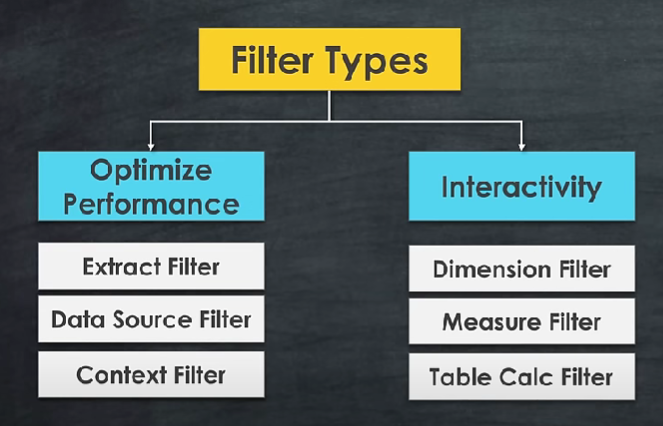 Filter Types
Optimize
Performance
Extract Filter
Data Source Filter
Context Filter
Interactivity
Dimension Filter
Measure Filter
Table Calc Filter